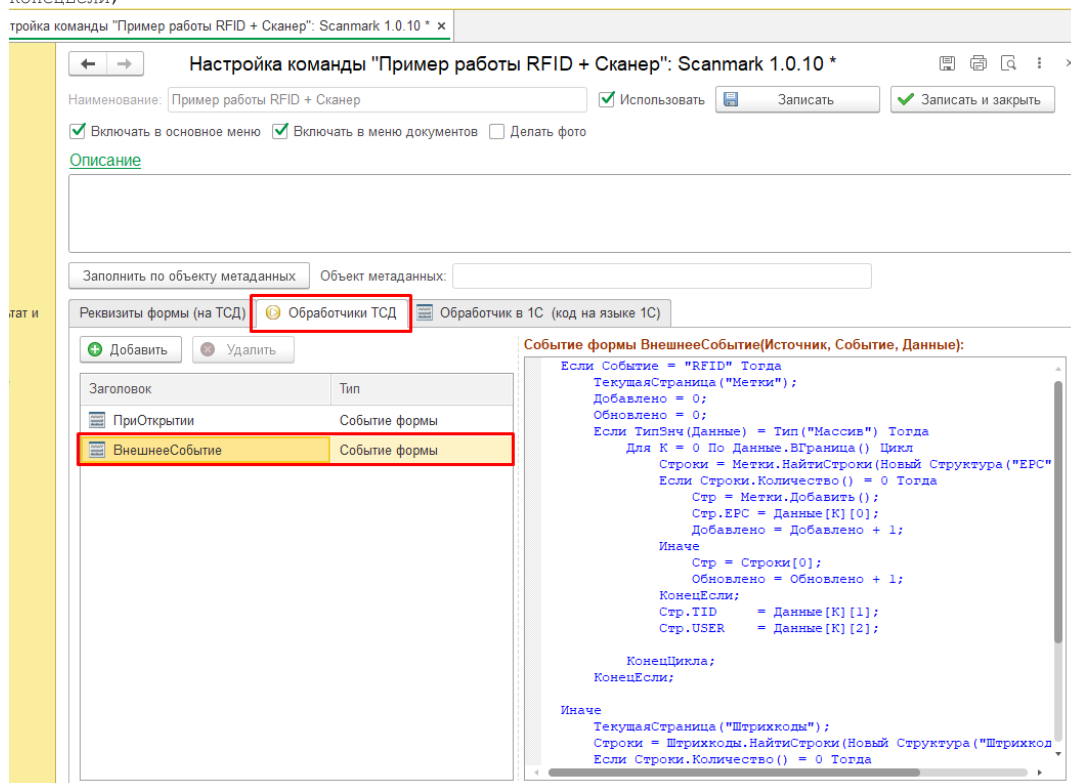 КонецЕсли;
тройка команды "Пример работы RFID + Сканер": Scanmark 1.0.10 * ×
Настройка команды "Пример работы RFID + Сканер": Scanmark 1.0.10 *
Наименование: Пример работы RFID + Сканер Использовать Записать Записать и закрыть
Включать в основное меню Включать в меню документов Делать фото
Описание
Заполнить по объекту метаданных Объект метаданных:
тат и
Реквизиты формы (на ТСД) Обработчики ТСД Обработчик в 1С (код на языке 1С)
Добавить Удалить
Заголовок Тип
ПриОткрытии Событие формы
ВнешнееСобытие Событие формы
Событие формы ВнешнееСобытие(Источник, Событие, Данные):
Если Событие = "RFID" Тогда
ТекущаяСтраница("Метки");
Добавлено = 0;
Обновлено = 0;
Если ТипЗнч(Данные) = Тип("Массив") Тогда
Для К = 0 По Данные.ВГраница() Цикл
Строки = Метки.НайтиСтроки(Новый Структура("EPC"
Если Строки.Количество() = 0 Тогда
Стр = Метки.Добавить();
Стр.EPC = Данные[К][0];
Добавлено = Добавлено + 1;
Иначе
Стр = Строки[0];
Обновлено = Обновлено + 1;
КонецЕсли;
Стр.TID = Данные[К][1];
Стр.USER = Данные[К][2];
КонецЦикла;
КонецЕсли;
Иначе
ТекущаяСтраница("Штрихкоды");
Строки = Штрихкоды.НайтиСтроки(Новый Структура("Штрихкод
Если Строки.Количество() = 0 Тогда